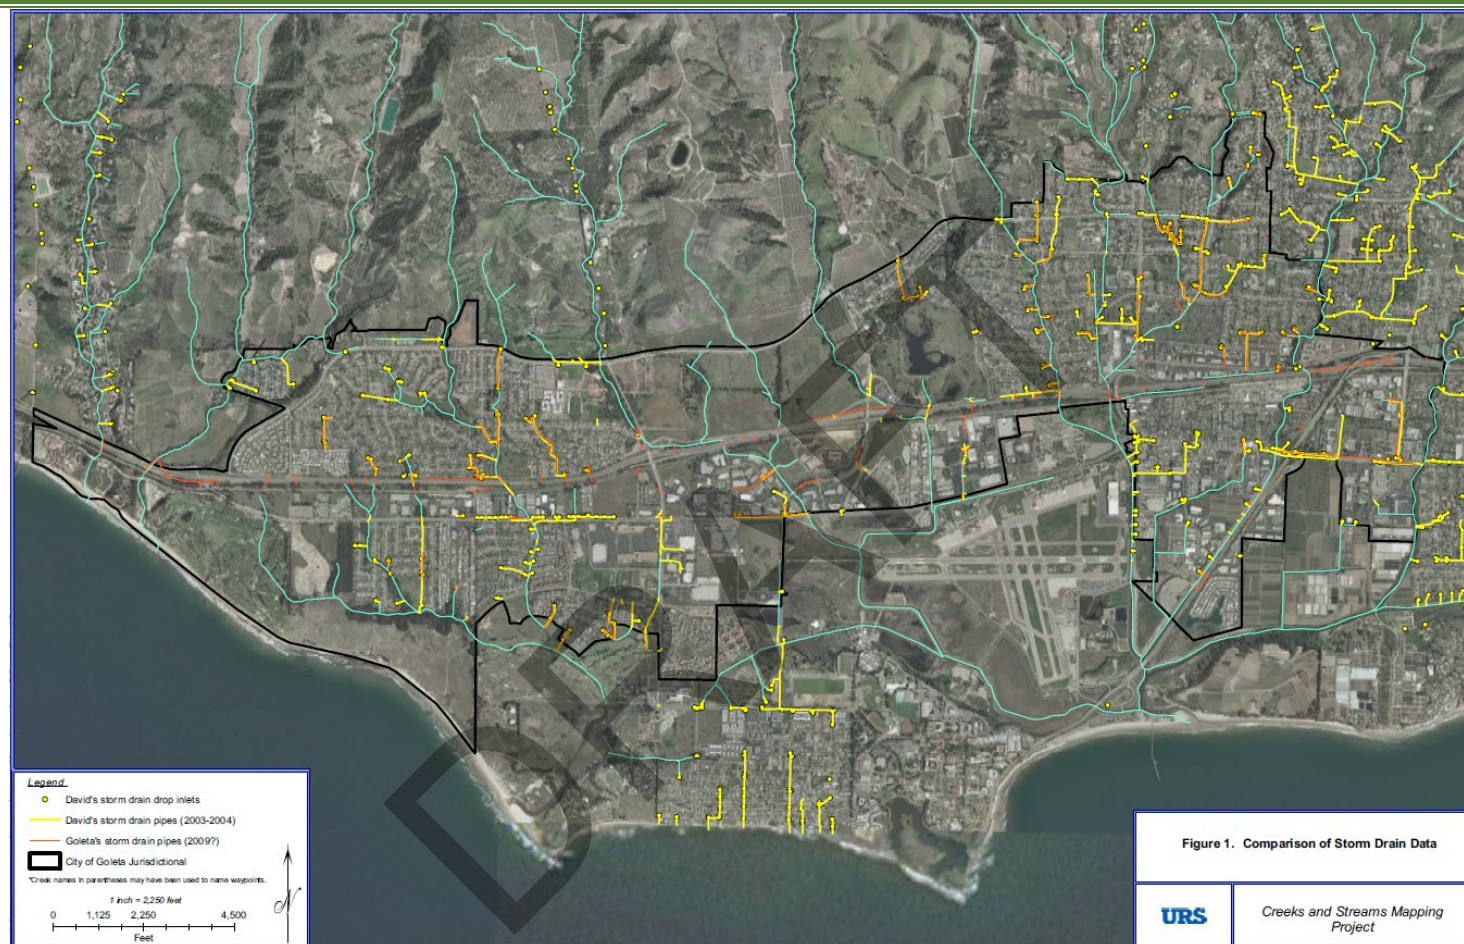 DRAFT
Legend
David's storm drain drop inlets
David's storm drain pipes (2003-2004)
Goleta's storm drain pipes (2009?)
City of Goleta Jurisdictional
*Creek names in parentheses may have been used to name waypoints.
1 inch = 2,250 feet
0 1,125 2,250 4,500
Feet
N
Figure 1. Comparison of Storm Drain Data
URS
Creeks and Streams Mapping
Project